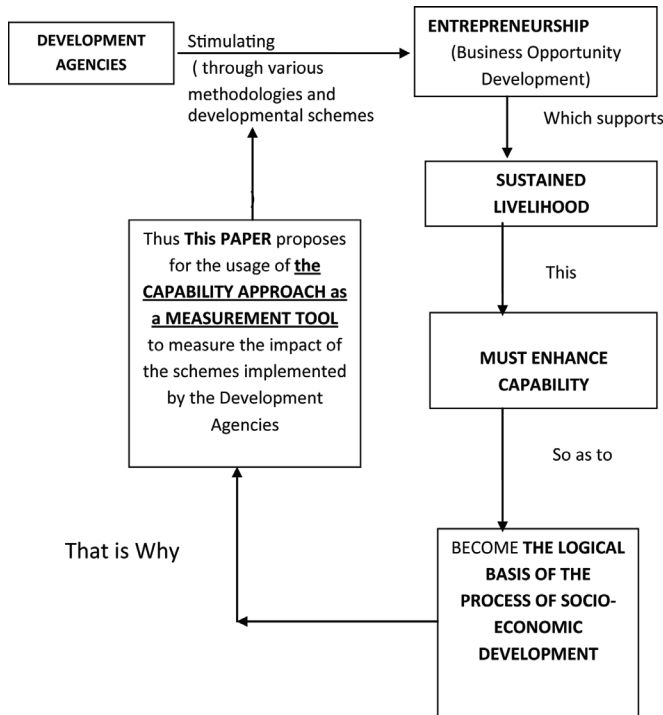 DEVELOPMENT
AGENCIES
Stimulating
( through various
methodologies and
developmental schemes
ENTREPRENEURSHIP
(Business Opportunity
Development)
Which supports
SUSTAINED
LIVELIHOOD
This
MUST ENHANCE
CAPABILITY
So as to
BECOME THE LOGICAL
BASIS OF THE
PROCESS OF SOCIO-
ECONOMIC
DEVELOPMENT
That is Why
Thus This PAPER proposes
for the usage of the
CAPABILITY APPROACH as
a MEASUREMENT TOOL
to measure the impact of
the schemes implemented
by the Development
Agencies